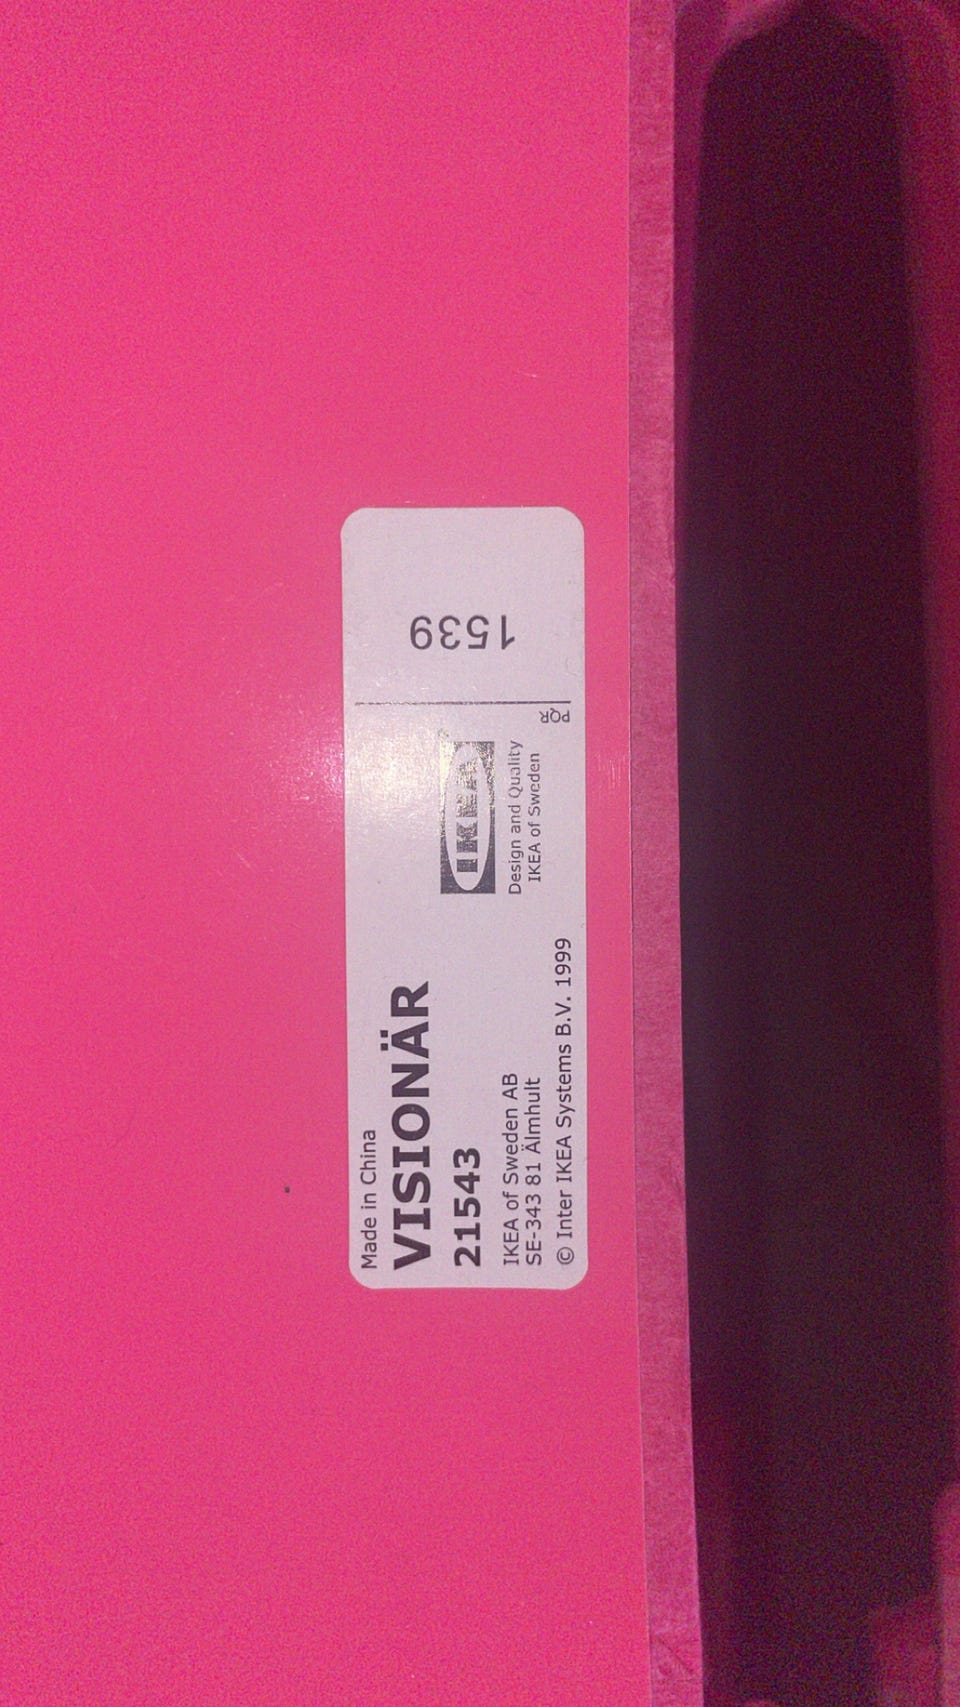 Made in China
VISIONÄR
21543
IKEA of Sweden AB
SE-343 81 Älmhult
© Inter IKEA Systems B.V. 1999
IKEA
Design and Quality
IKEA of Sweden
PQR
1539